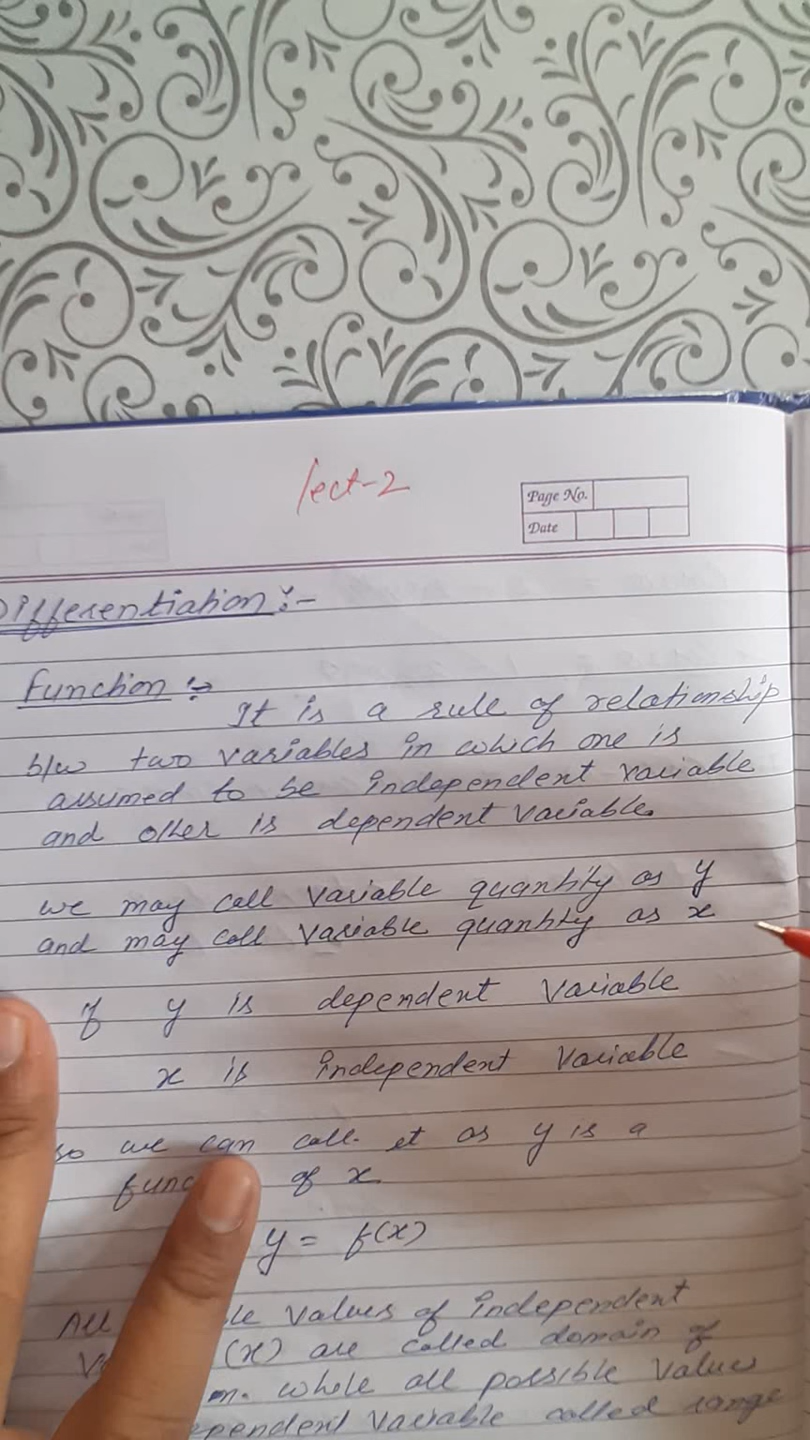 lect-2
Page No.
Date
Differentiation :-
Function :-
It is a rule of relationship
b/w two variables in which one is
assumed to be independent variable
and other is dependent variable.
we may call variable quantity as y
and may call variable quantity as x
if y is dependent variable
x is independent variable
so we can call it as y is a
func of x
y = f(x)
All le values of independent
(x) are called domain of
n. while all possible values
pendent variable called range